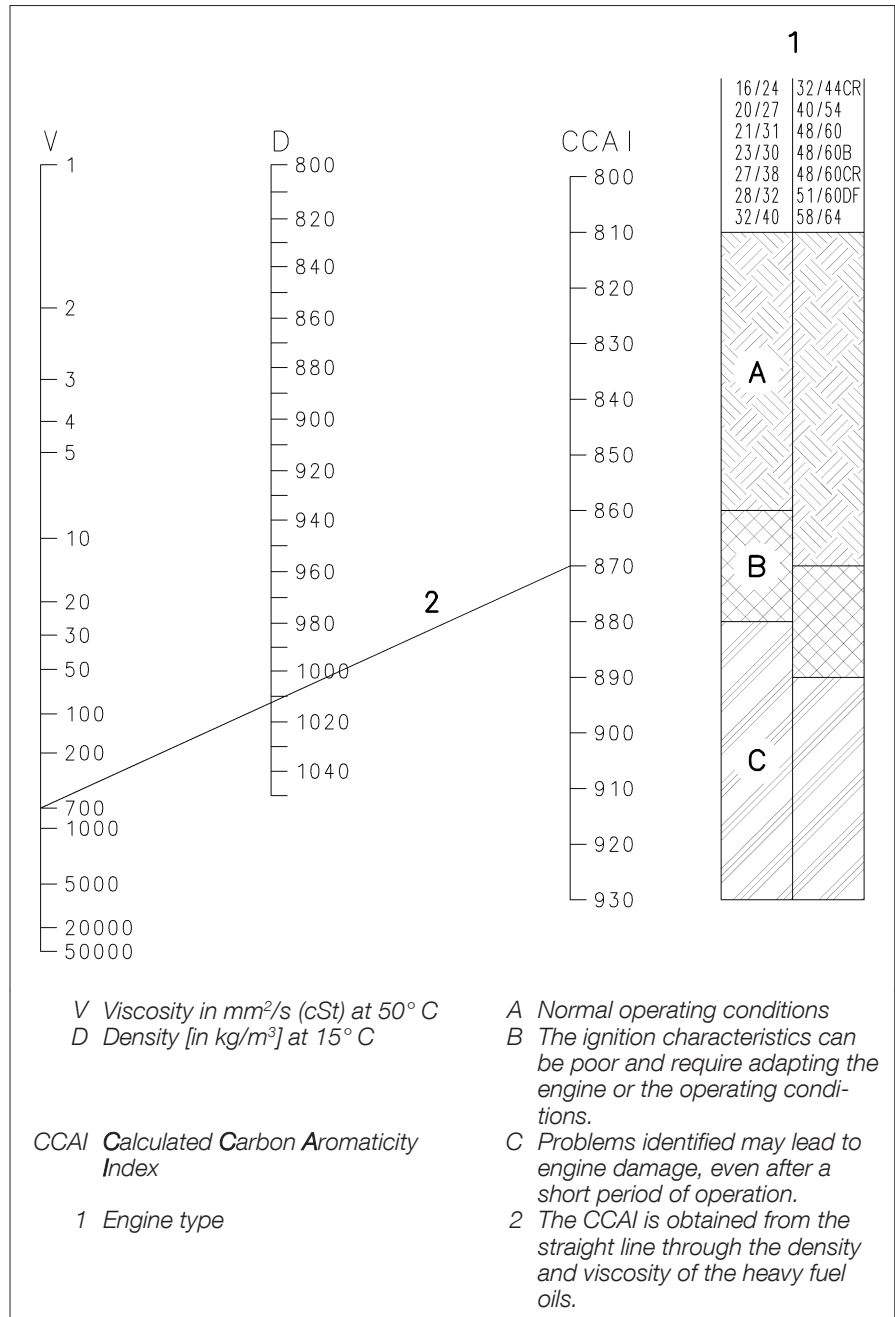 1
16/24 32/44CR
20/27 40/54
21/31 48/60
23/30 48/60B
27/38 48/60CR
28/32 51/60DF
32/40 58/64
V
1
2
3
4
5
10
20
30
50
100
200
700
1000
5000
20000
50000
D
800
820
840
860
880
900
920
940
960
980
1000
1020
1040
2
CCAI
800
810
820
830
840
850
860
870
880
890
900
910
920
930
A
B
C
V Viscosity in mm²/s (cSt) at 50° C
D Density [in kg/m³] at 15° C
CCAI Calculated Carbon Aromaticity
Index
1 Engine type
A Normal operating conditions
B The ignition characteristics can
be poor and require adapting the
engine or the operating condi-
tions.
C Problems identified may lead to
engine damage, even after a
short period of operation.
2 The CCAI is obtained from the
straight line through the density
and viscosity of the heavy fuel
oils.